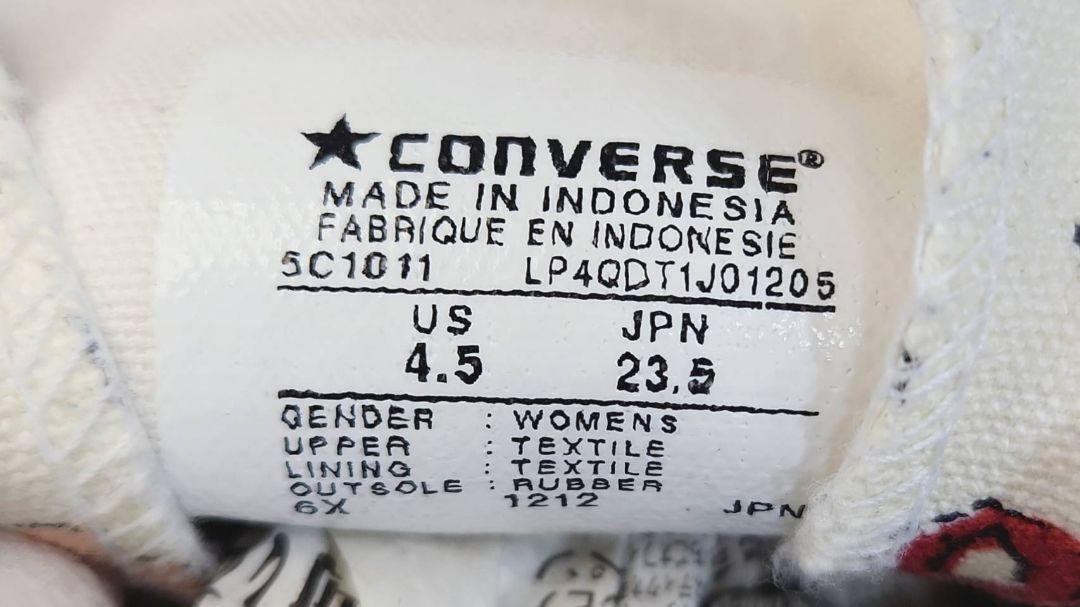 ★CONVERSE®
MADE IN INDONESIA
FABRIQUE EN INDONESIE
5C1011 LP4QDT1J01205
US JPN
4.5 23.5
GENDER : WOMENS
UPPER : TEXTILE
LINING : TEXTILE
OUTSOLE : RUBBER
6X 1212 JPN